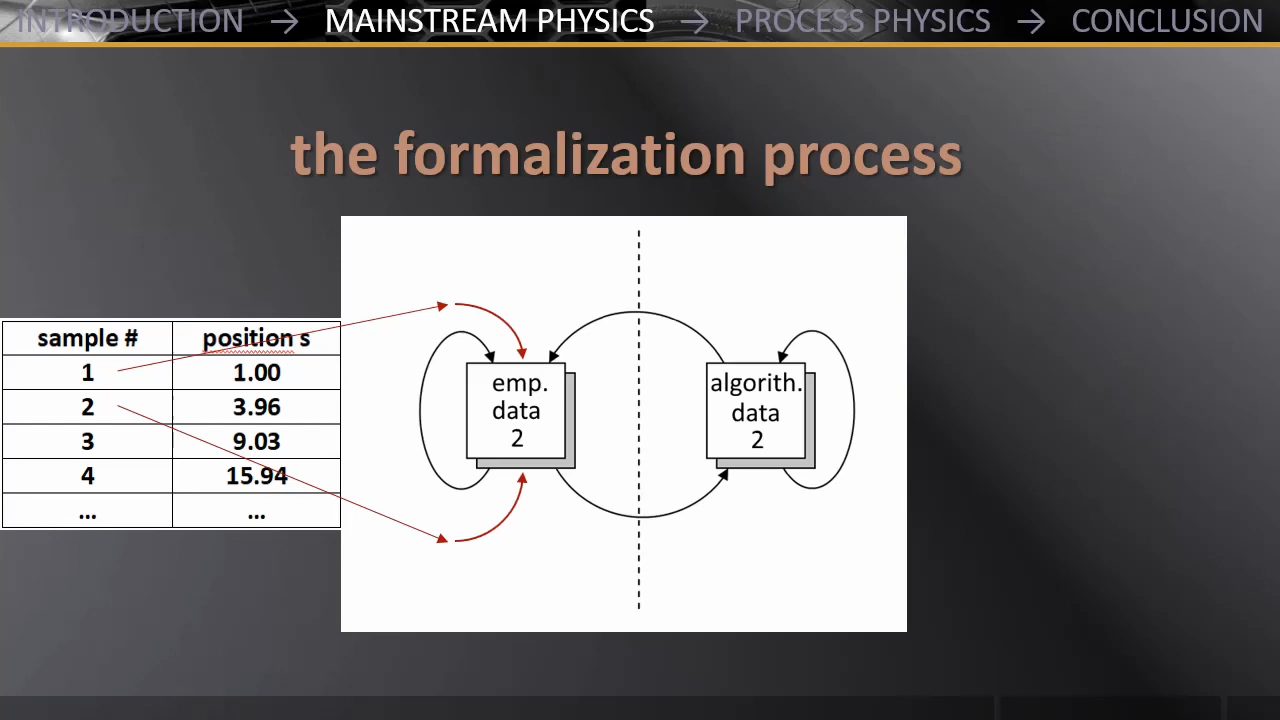 INTRODUCTION → MAINSTREAM PHYSICS → PROCESS PHYSICS → CONCLUSION
the formalization process
sample # position s
1 1.00
2 3.96
3 9.03
4 15.94
... ...
emp.
data
2
algorith.
data
2